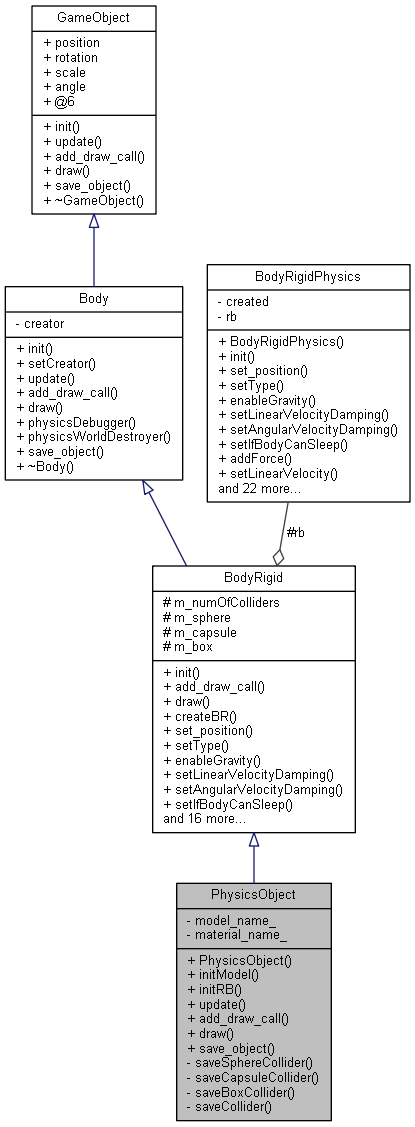 GameObject
+ position
+ rotation
+ scale
+ angle
+ @6
+ init()
+ update()
+ add_draw_call()
+ draw()
+ save_object()
+ ~GameObject()
Body
- creator
+ init()
+ setCreator()
+ update()
+ add_draw_call()
+ draw()
+ physicsDebugger()
+ physicsWorldDestroyer()
+ save_object()
+ ~Body()
BodyRigidPhysics
- created
- rb
+ BodyRigidPhysics()
+ init()
+ set_position()
+ setType()
+ enableGravity()
+ setLinearVelocityDamping()
+ setAngularVelocityDamping()
+ setIfBodyCanSleep()
+ addForce()
+ setLinearVelocity()
and 22 more...
#rb
BodyRigid
# m_numOfColliders
# m_sphere
# m_capsule
# m_box
+ init()
+ add_draw_call()
+ draw()
+ createBR()
+ set_position()
+ setType()
+ enableGravity()
+ setLinearVelocityDamping()
+ setAngularVelocityDamping()
+ setIfBodyCanSleep()
and 16 more...
PhysicsObject
- model_name_
- material_name_
+ PhysicsObject()
+ initModel()
+ initRB()
+ update()
+ add_draw_call()
+ draw()
+ save_object()
- saveSphereCollider()
- saveCapsuleCollider()
- saveBoxCollider()
- saveCollider()